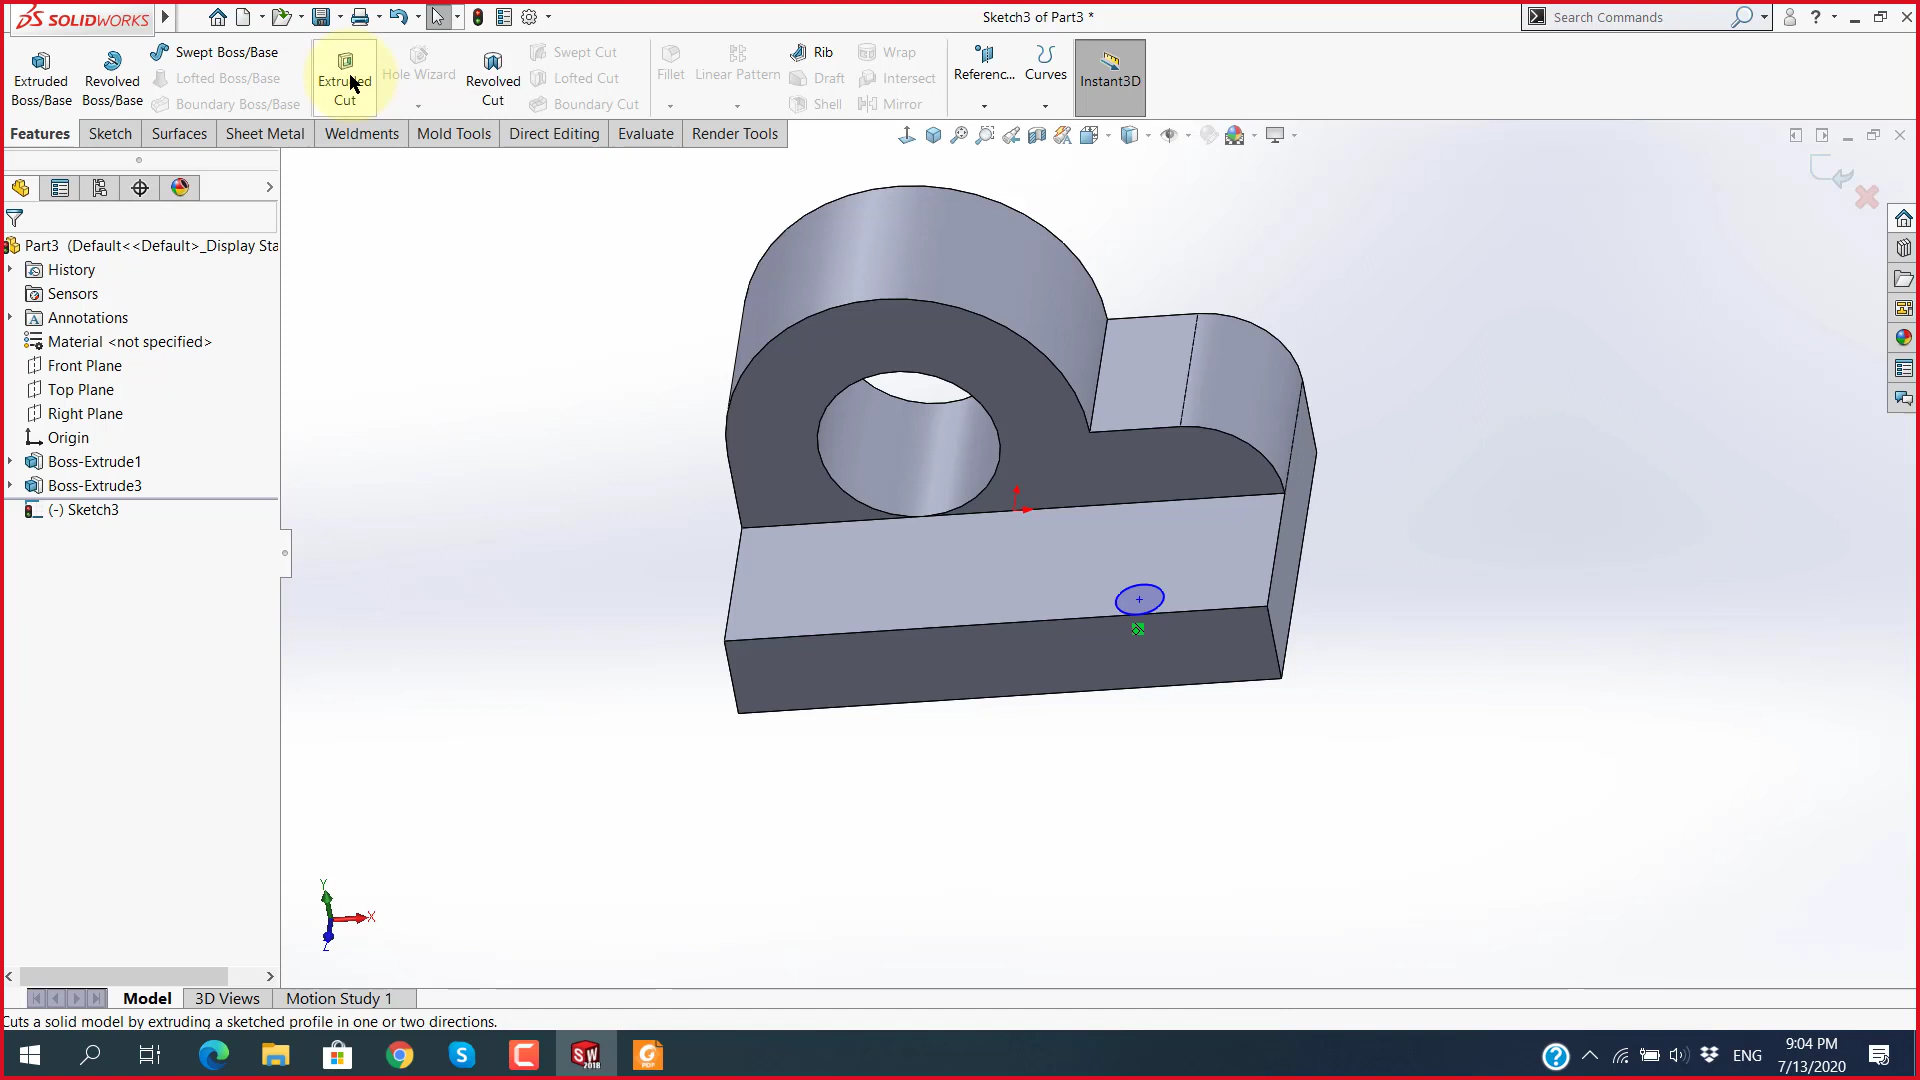 SOLIDWORKS
Sketch3 of Part3 *
Search Commands
Extruded Boss/Base
Revolved Boss/Base
Swept Boss/Base
Lofted Boss/Base
Boundary Boss/Base
Extruded Cut
Hole Wizard
Revolved Cut
Swept Cut
Lofted Cut
Boundary Cut
Fillet
Linear Pattern
Rib
Draft
Shell
Wrap
Intersect
Mirror
Referenc...
Curves
Instant3D
Features
Sketch
Surfaces
Sheet Metal
Weldments
Mold Tools
Direct Editing
Evaluate
Render Tools
Part3 (Default<<Default>_Display Sta
History
Sensors
Annotations
Material <not specified>
Front Plane
Top Plane
Right Plane
Origin
Boss-Extrude1
Boss-Extrude3
(-) Sketch3
Y
X
Z
Model
3D Views
Motion Study 1
Cuts a solid model by extruding a sketched profile in one or two directions.
SW
2018
PDF
ENG
9:04 PM
7/13/2020